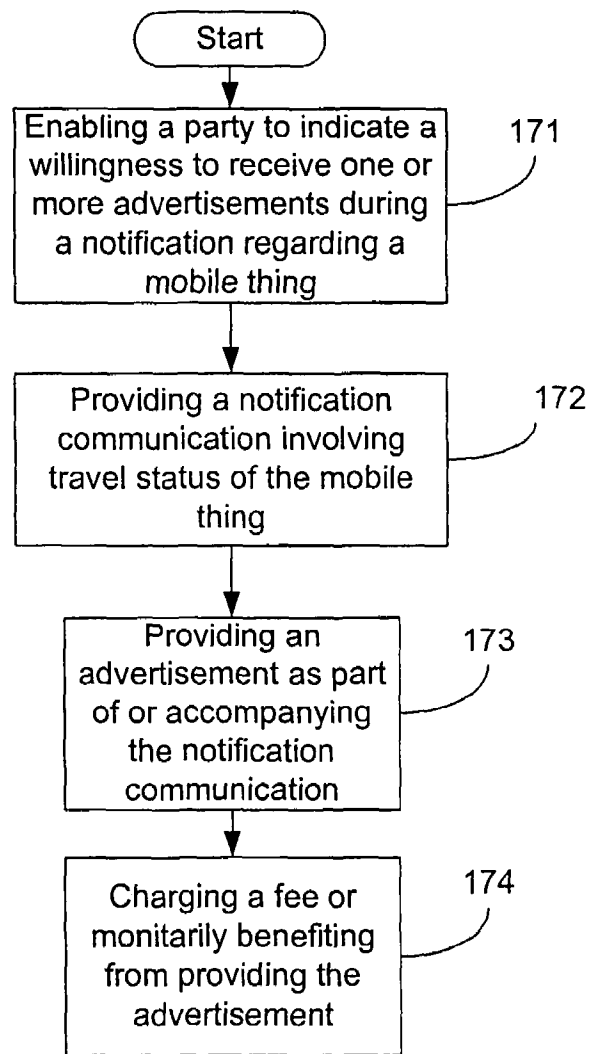 Start
Enabling a party to indicate a
willingness to receive one or
more advertisements during
a notification regarding a
mobile thing
171
Providing a notification
communication involving
travel status of the mobile
thing
172
Providing an
advertisement as part
of or accompanying
the notification
communication
173
Charging a fee or
monitarily benefiting
from providing the
advertisement
174